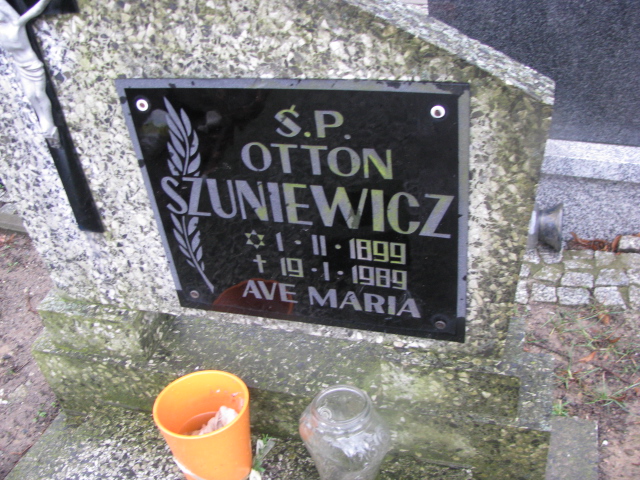 Ś.P.
OTTON
SZUNIEWICZ
✡ 1·11·1899
† 19·1·1989
AVE MARIA